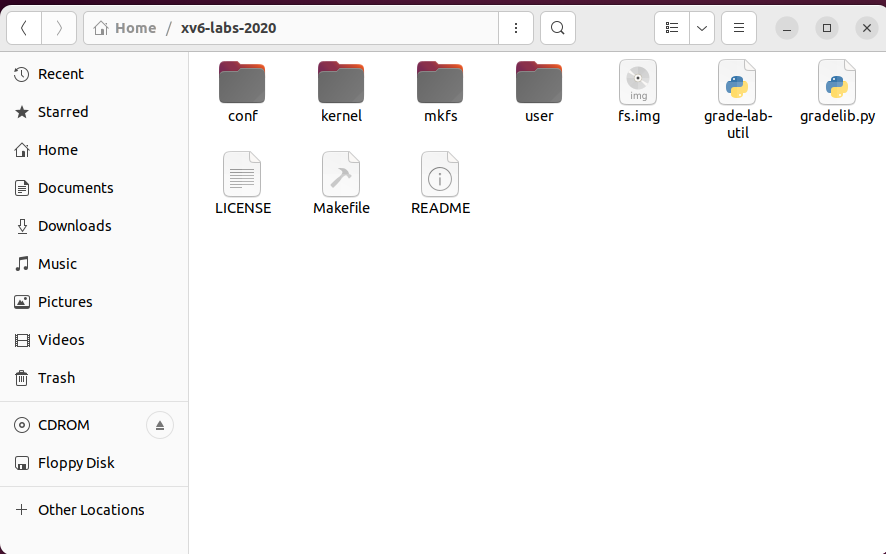 Home / xv6-labs-2020
Recent
Starred
Home
Documents
Downloads
Music
Pictures
Videos
Trash
CDROM
Floppy Disk
+ Other Locations
conf
kernel
mkfs
user
img
fs.img
grade-lab-
util
gradelib.py
LICENSE
Makefile
README